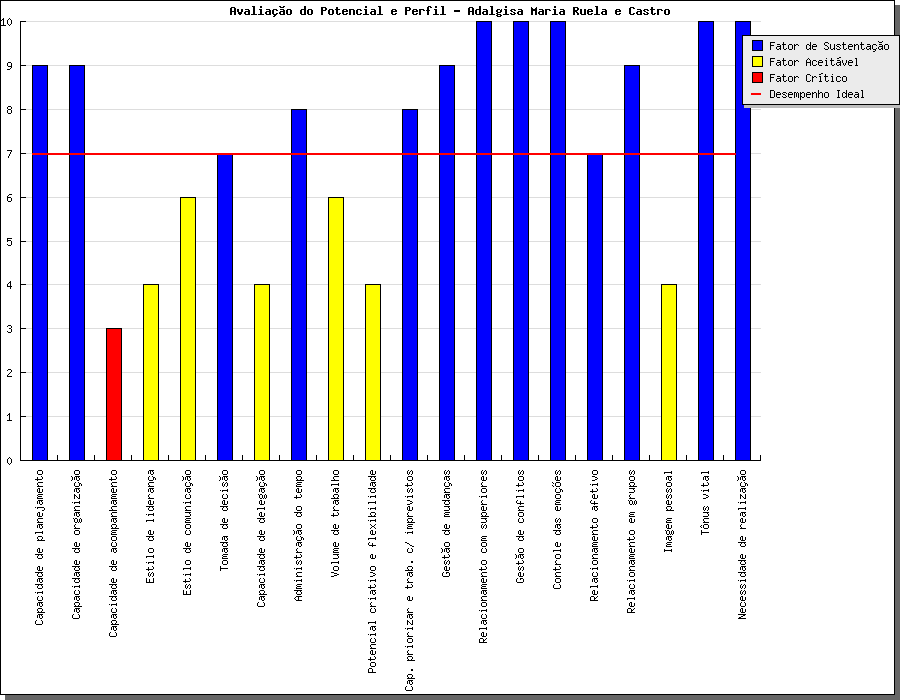 Avaliação do Potencial e Perfil - Adalgisa Maria Ruela e Castro
10
9
8
7
6
5
4
3
2
1
0
Fator de Sustentação
Fator Aceitável
Fator Crítico
Desempenho Ideal
Capacidade de planejamento
Capacidade de organização
Capacidade de acompanhamento
Estilo de liderança
Estilo de comunicação
Tomada de decisão
Capacidade de delegação
Administração do tempo
Volume de trabalho
Potencial criativo e flexibilidade
Cap. priorizar e trab. c/ imprevistos
Gestão de mudanças
Relacionamento com superiores
Gestão de conflitos
Controle das emoções
Relacionamento afetivo
Relacionamento em grupos
Imagem pessoal
Tônus vital
Necessidade de realização